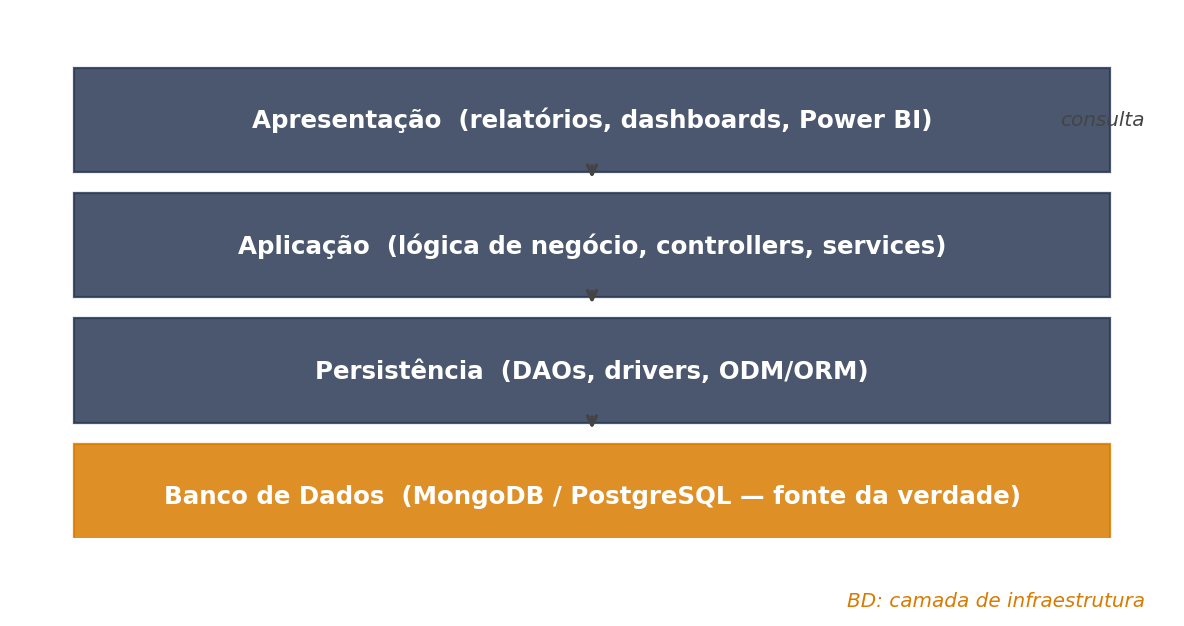 Apresentação (relatórios, dashboards, Power BI)
consulta
Aplicação (lógica de negócio, controllers, services)
Persistência (DAOs, drivers, ODM/ORM)
Banco de Dados (MongoDB / PostgreSQL — fonte da verdade)
BD: camada de infraestrutura